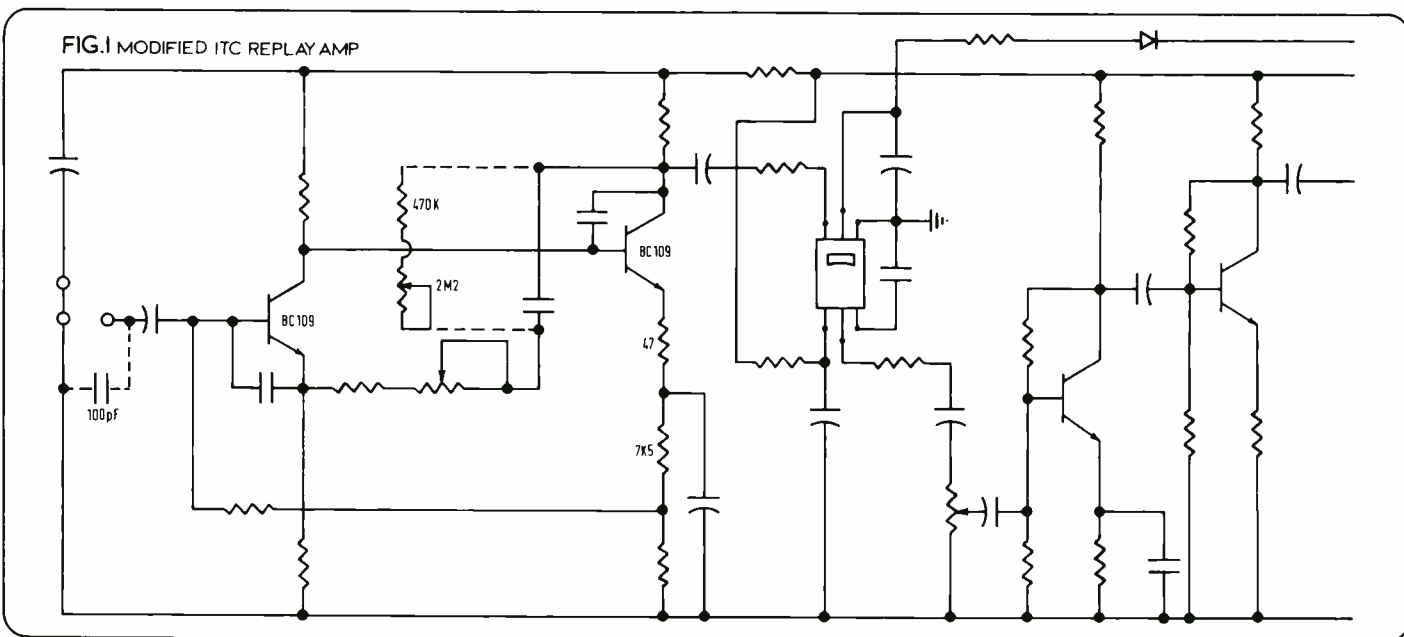 FIG.1 MODIFIED ITC REPLAY AMP
470K
BC109
2M2
BC109
47
100pF
7K5